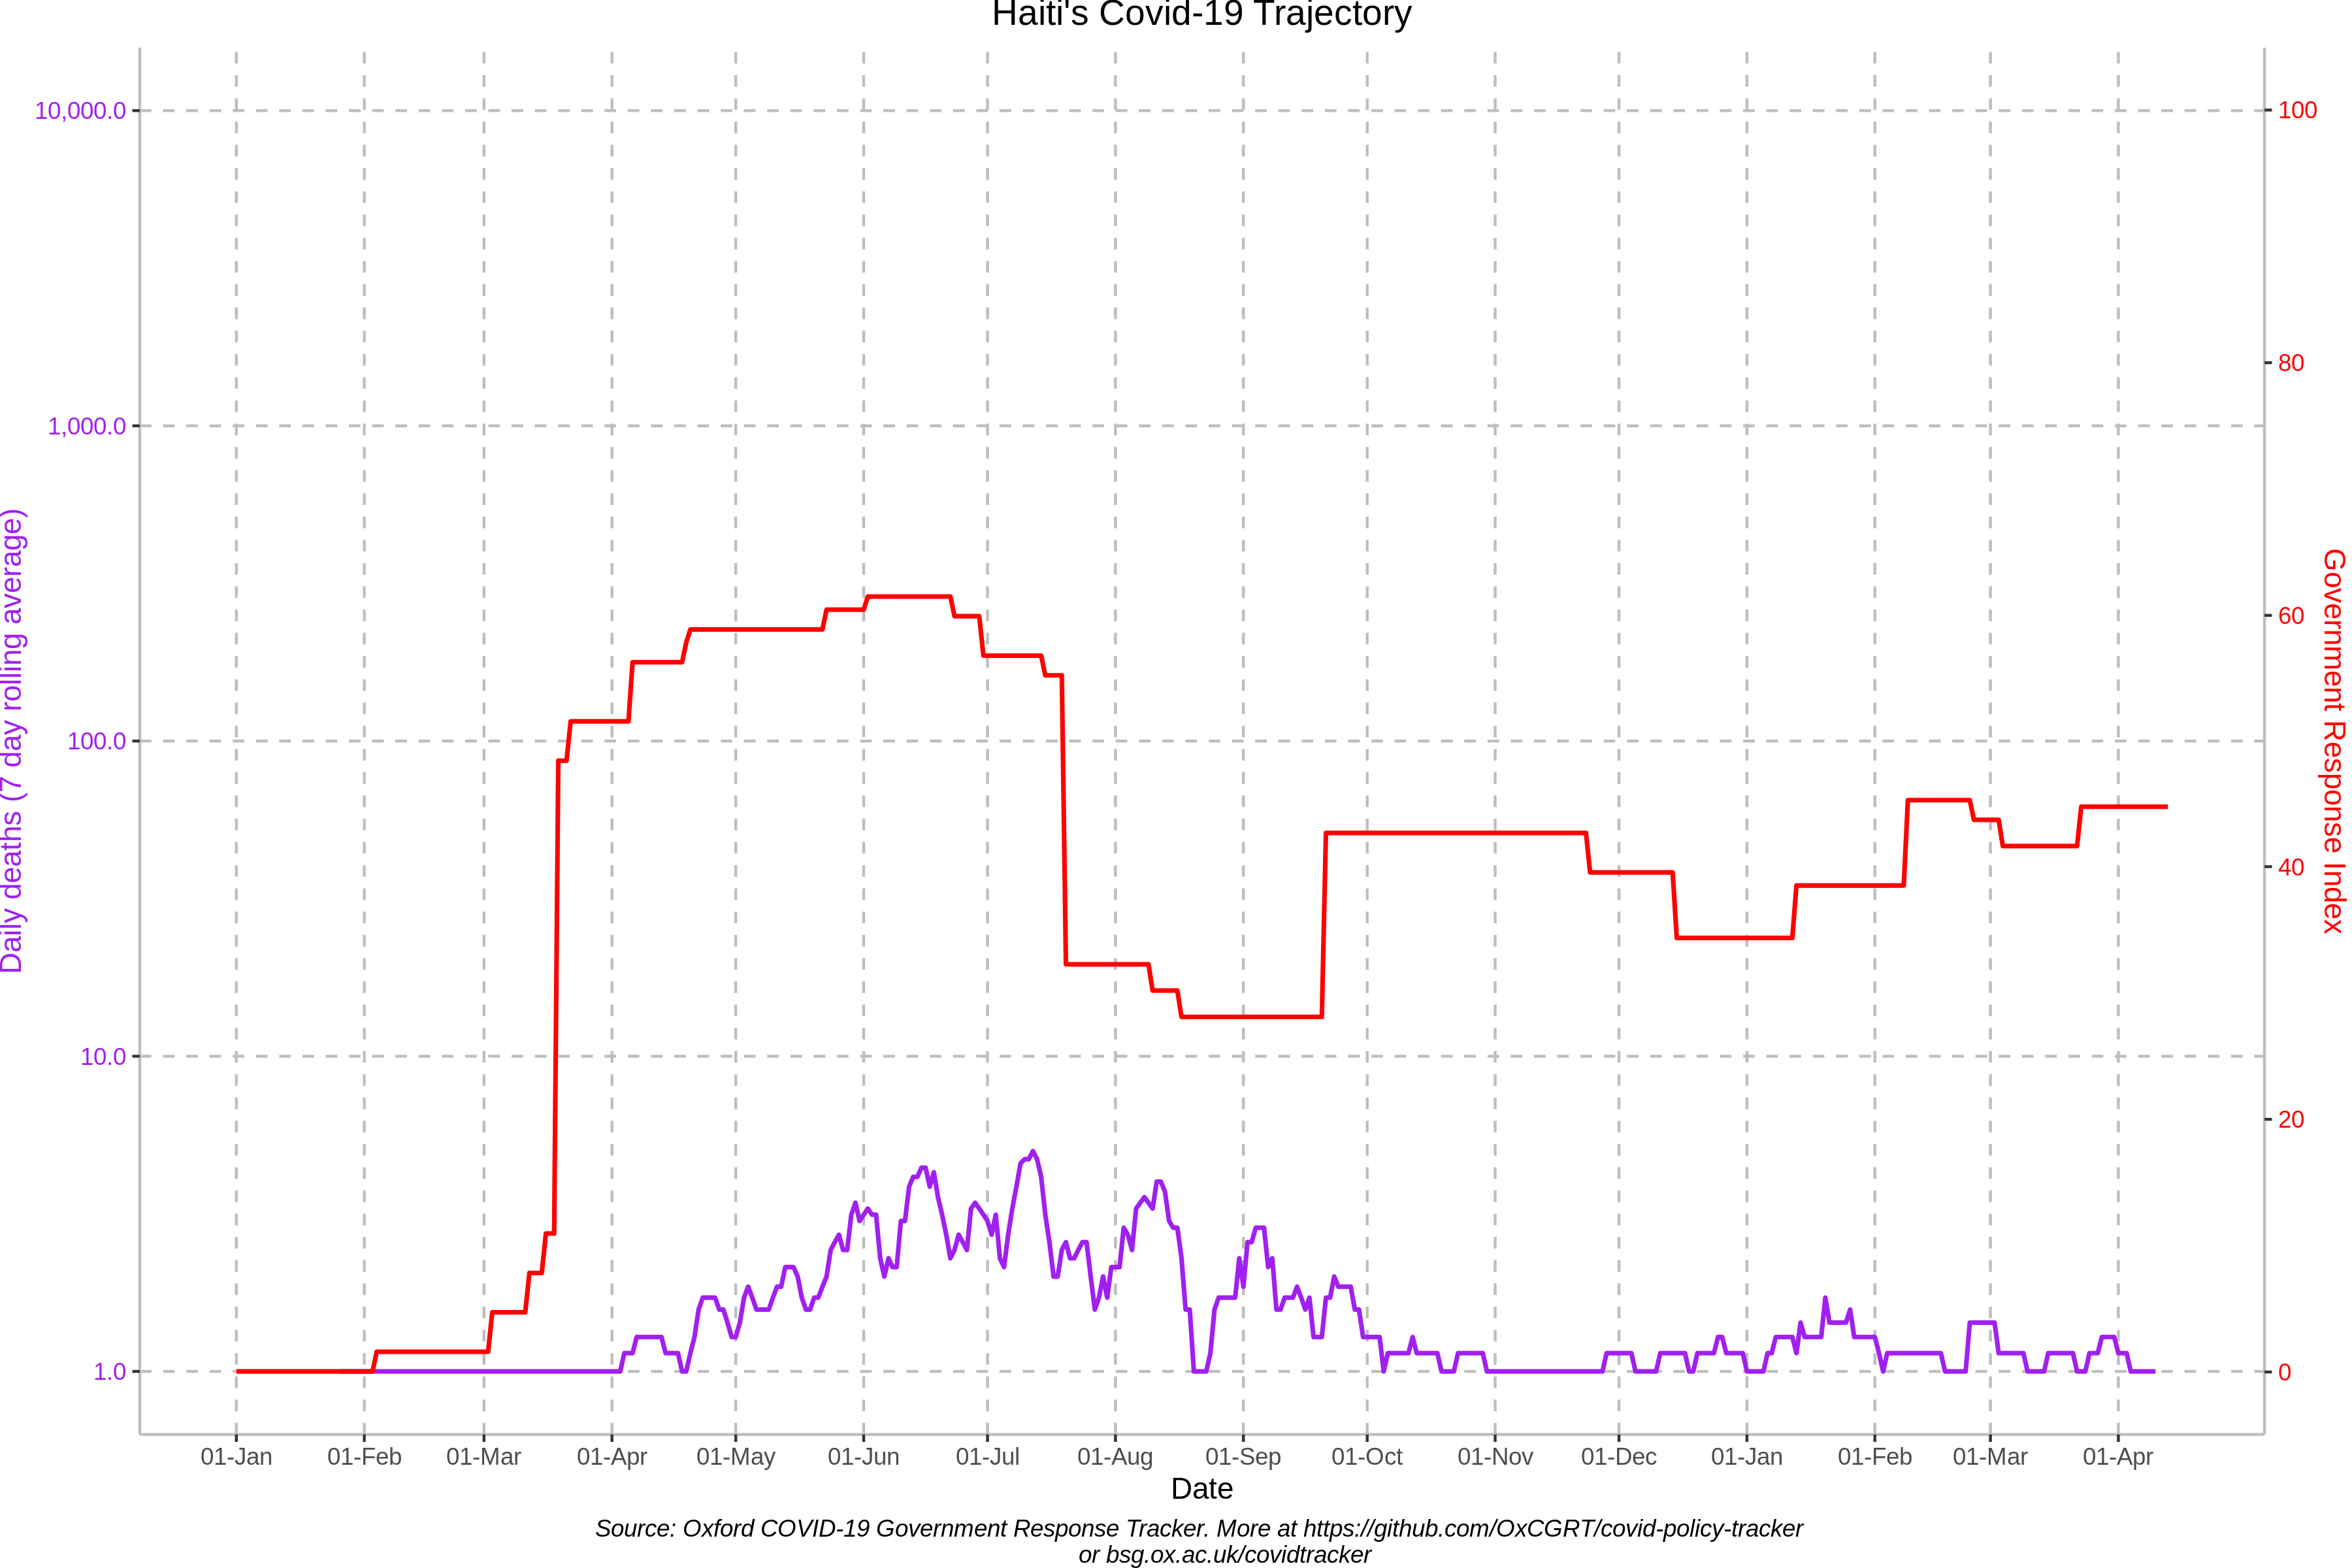 Haiti's Covid-19 Trajectory
10,000.0
1,000.0
100.0
10.0
1.0
Daily deaths (7 day rolling average)
100
80
60
40
20
0
Government Response Index
01-Jan
01-Feb
01-Mar
01-Apr
01-May
01-Jun
01-Jul
01-Aug
01-Sep
01-Oct
01-Nov
01-Dec
01-Jan
01-Feb
01-Mar
01-Apr
Date
Source: Oxford COVID-19 Government Response Tracker. More at https://github.com/OxCGRT/covid-policy-tracker
or bsg.ox.ac.uk/covidtracker